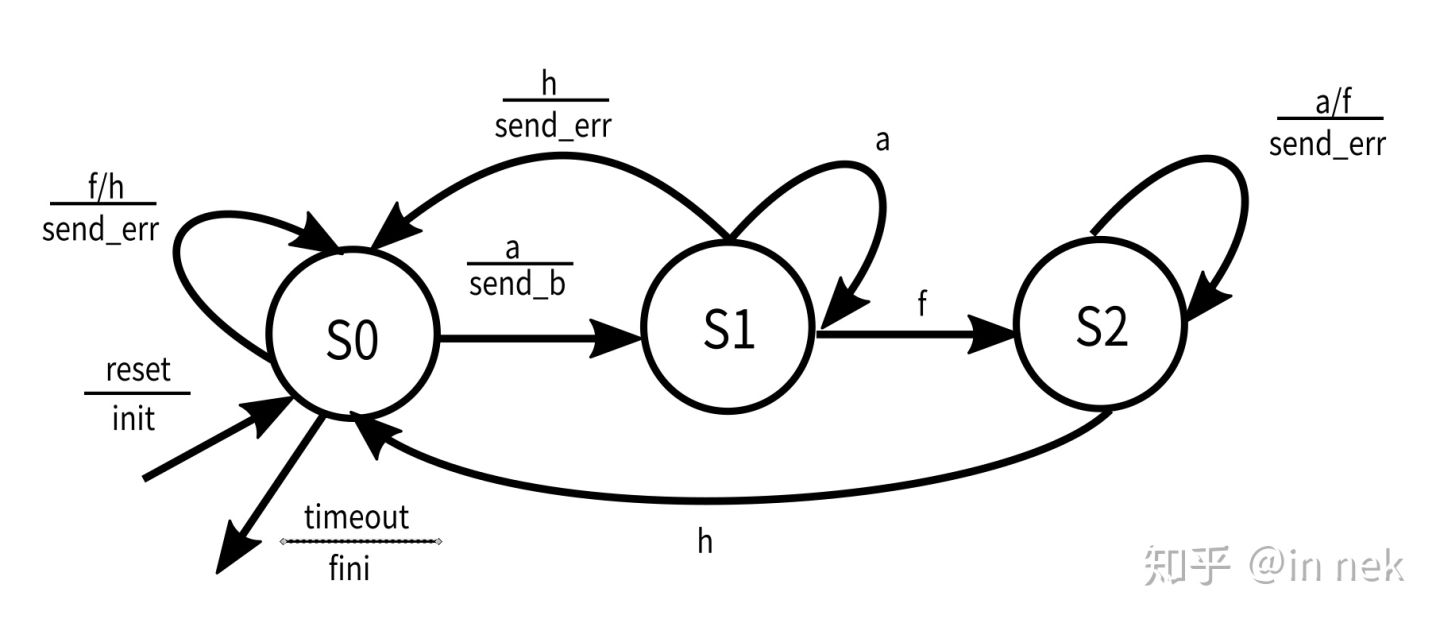 h
send_err
a
a/f
send_err
f/h
send_err
a
send_b
f
S0
S1
S2
reset
init
timeout
fini
h
知乎 @in nek